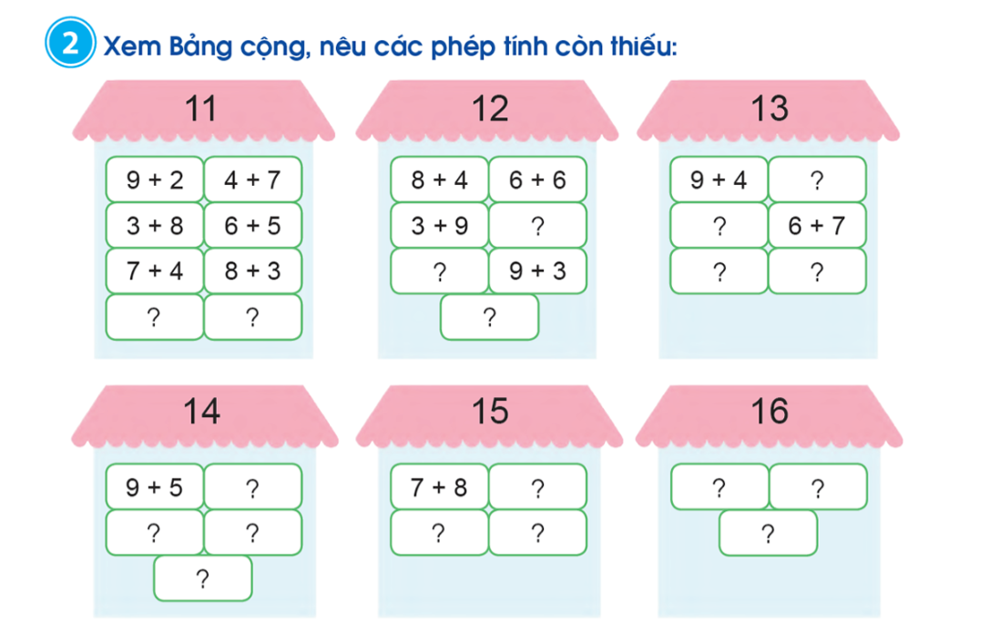 2 Xem Bảng cộng, nêu các phép tính còn thiếu:
11 12 13
9 + 2 4 + 7 8 + 4 6 + 6 9 + 4 ?
3 + 8 6 + 5 3 + 9 ? ? 6 + 7
7 + 4 8 + 3 ? 9 + 3 ? ?
? ? ?
14 15 16
9 + 5 ? 7 + 8 ? ? ?
? ? ? ? ?
?